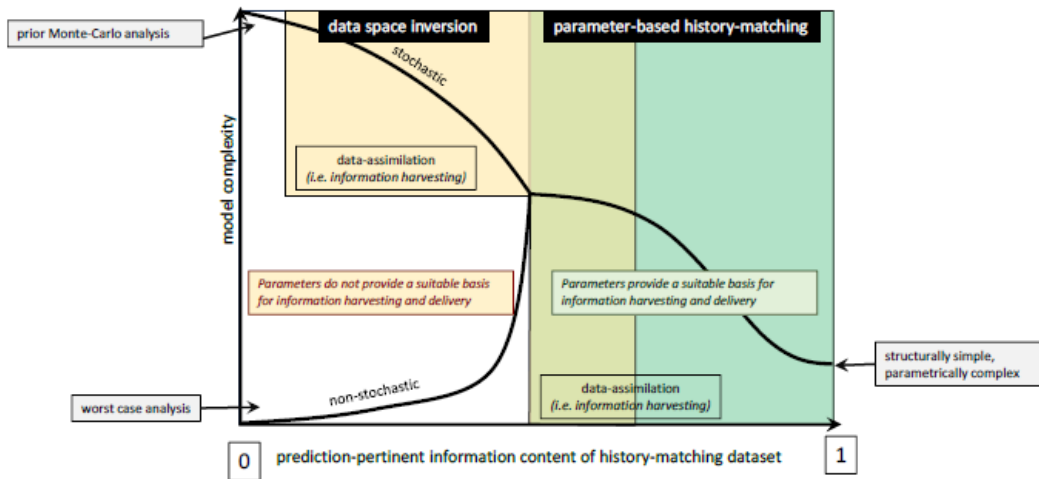 data space inversion
parameter-based history-matching
prior Monte-Carlo analysis
stochastic
model complexity
data-assimilation
(i.e. information harvesting)
Parameters do not provide a suitable basis
for information harvesting and delivery
Parameters provide a suitable basis for
information harvesting and delivery
structurally simple,
parametrically complex
non-stochastic
data-assimilation
(i.e. information harvesting)
worst case analysis
0
prediction-pertinent information content of history-matching dataset
1